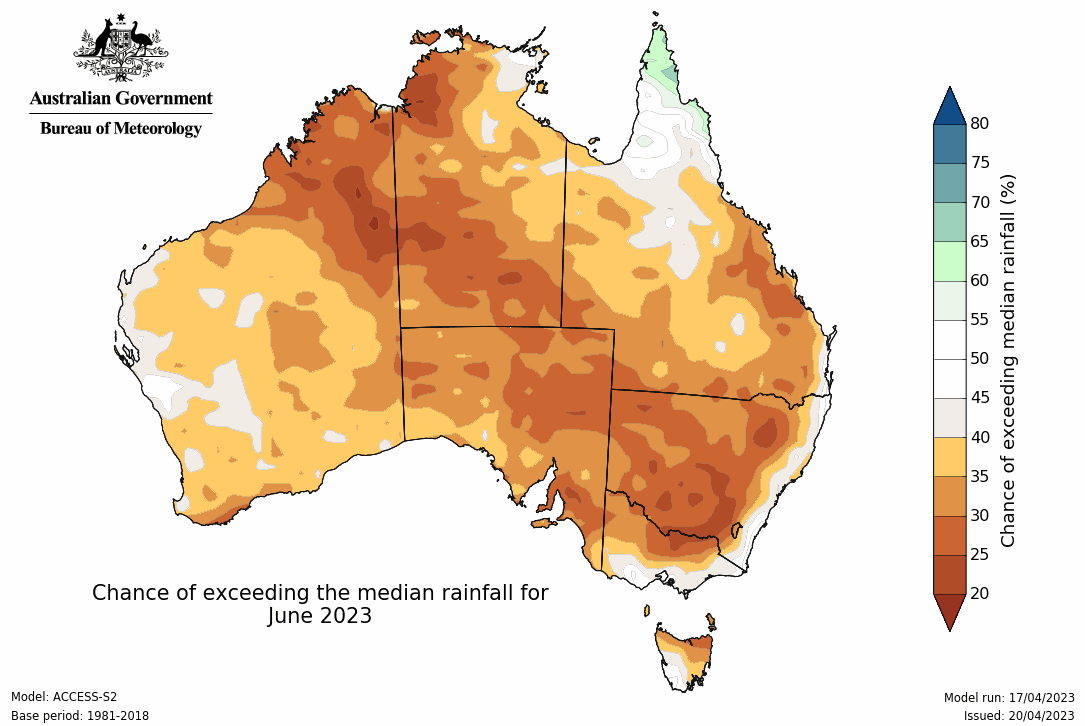 Australian Government
Bureau of Meteorology
80
75
70
65
60
55
50
45
40
35
30
25
20
Chance of exceeding median rainfall (%)
Chance of exceeding the median rainfall for
June 2023
Model: ACCESS-S2
Base period: 1981-2018
Model run: 17/04/2023
Issued: 20/04/2023